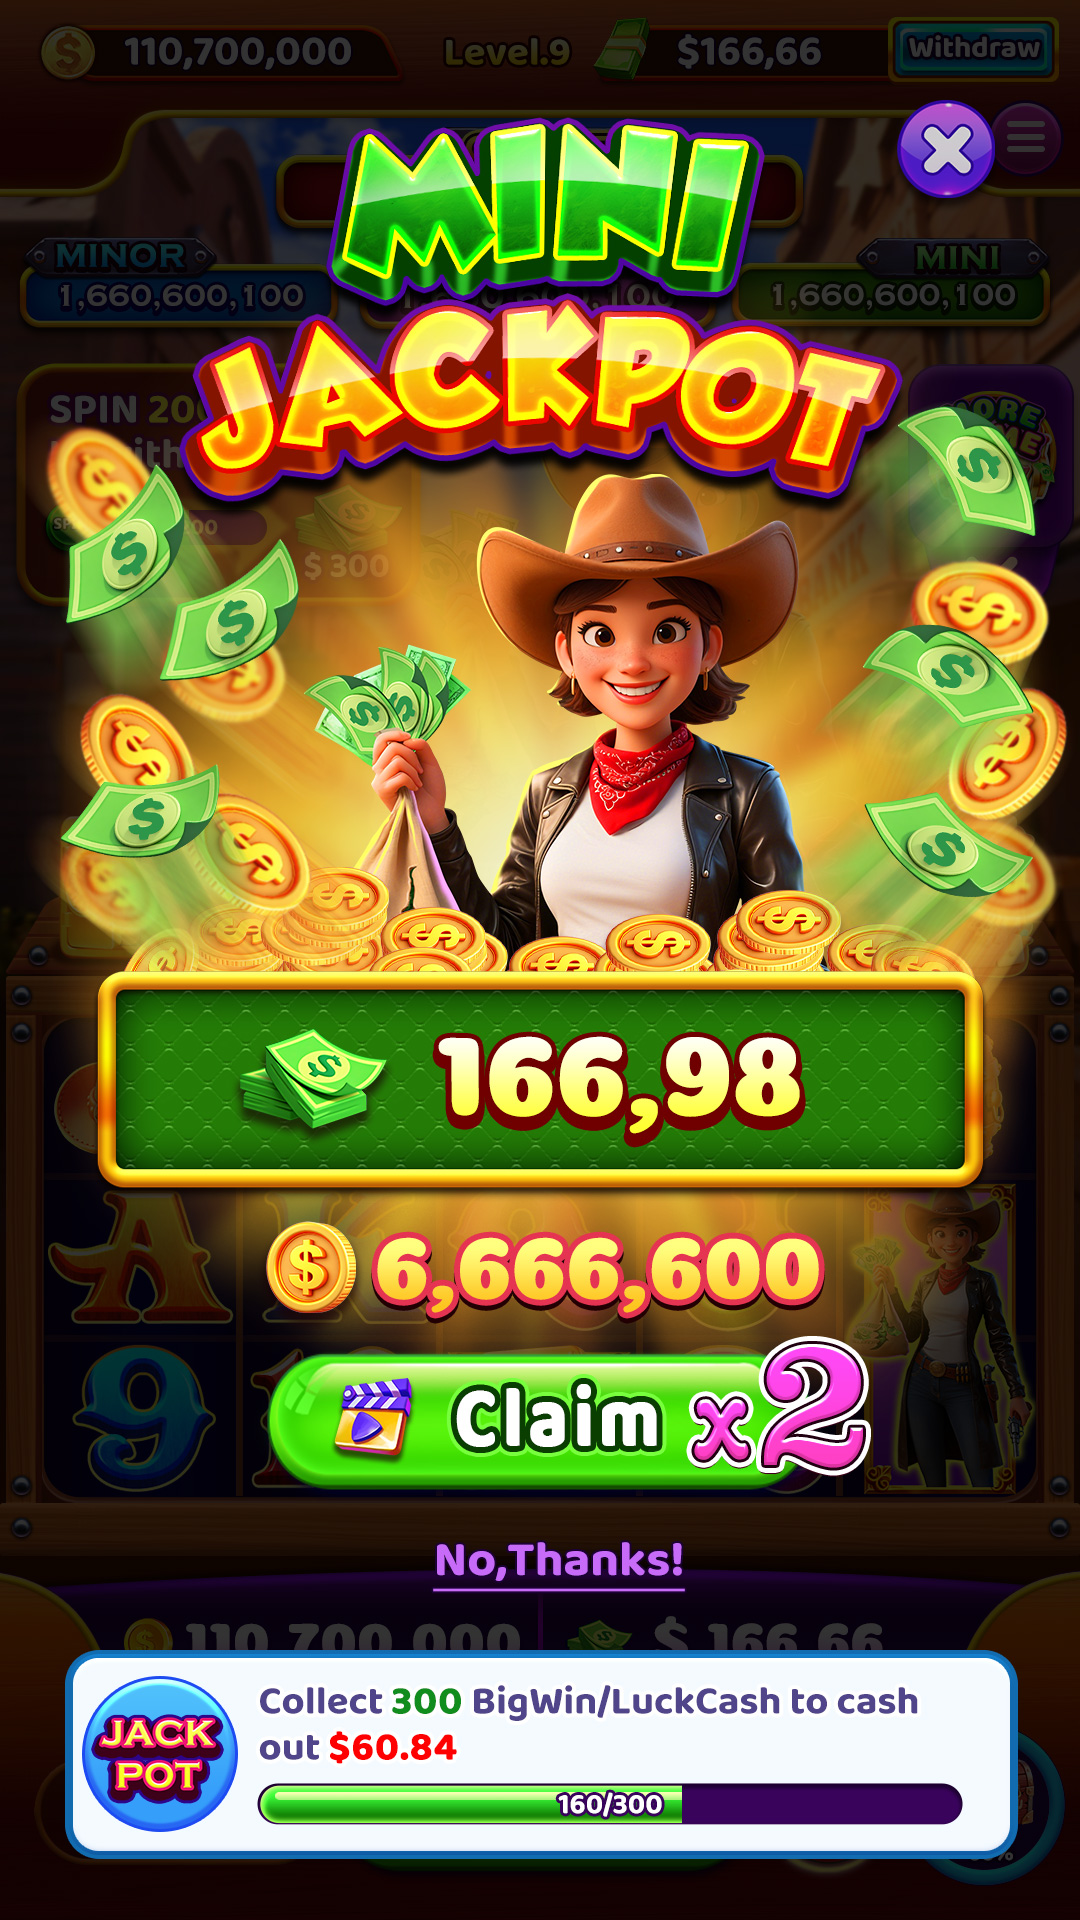 110,700,000
Level.9
$166,66
Withdraw
MINI
JACKPOT
MINOR
MINI
1,660,600,100
1,660,600,100
SPIN 200
$ 300
166,98
6,666,600
Claim x2
No,Thanks!
110,700,000
$ 166,66
JACK
POT
Collect 300 BigWin/LuckCash to cash
out $60.84
160/300